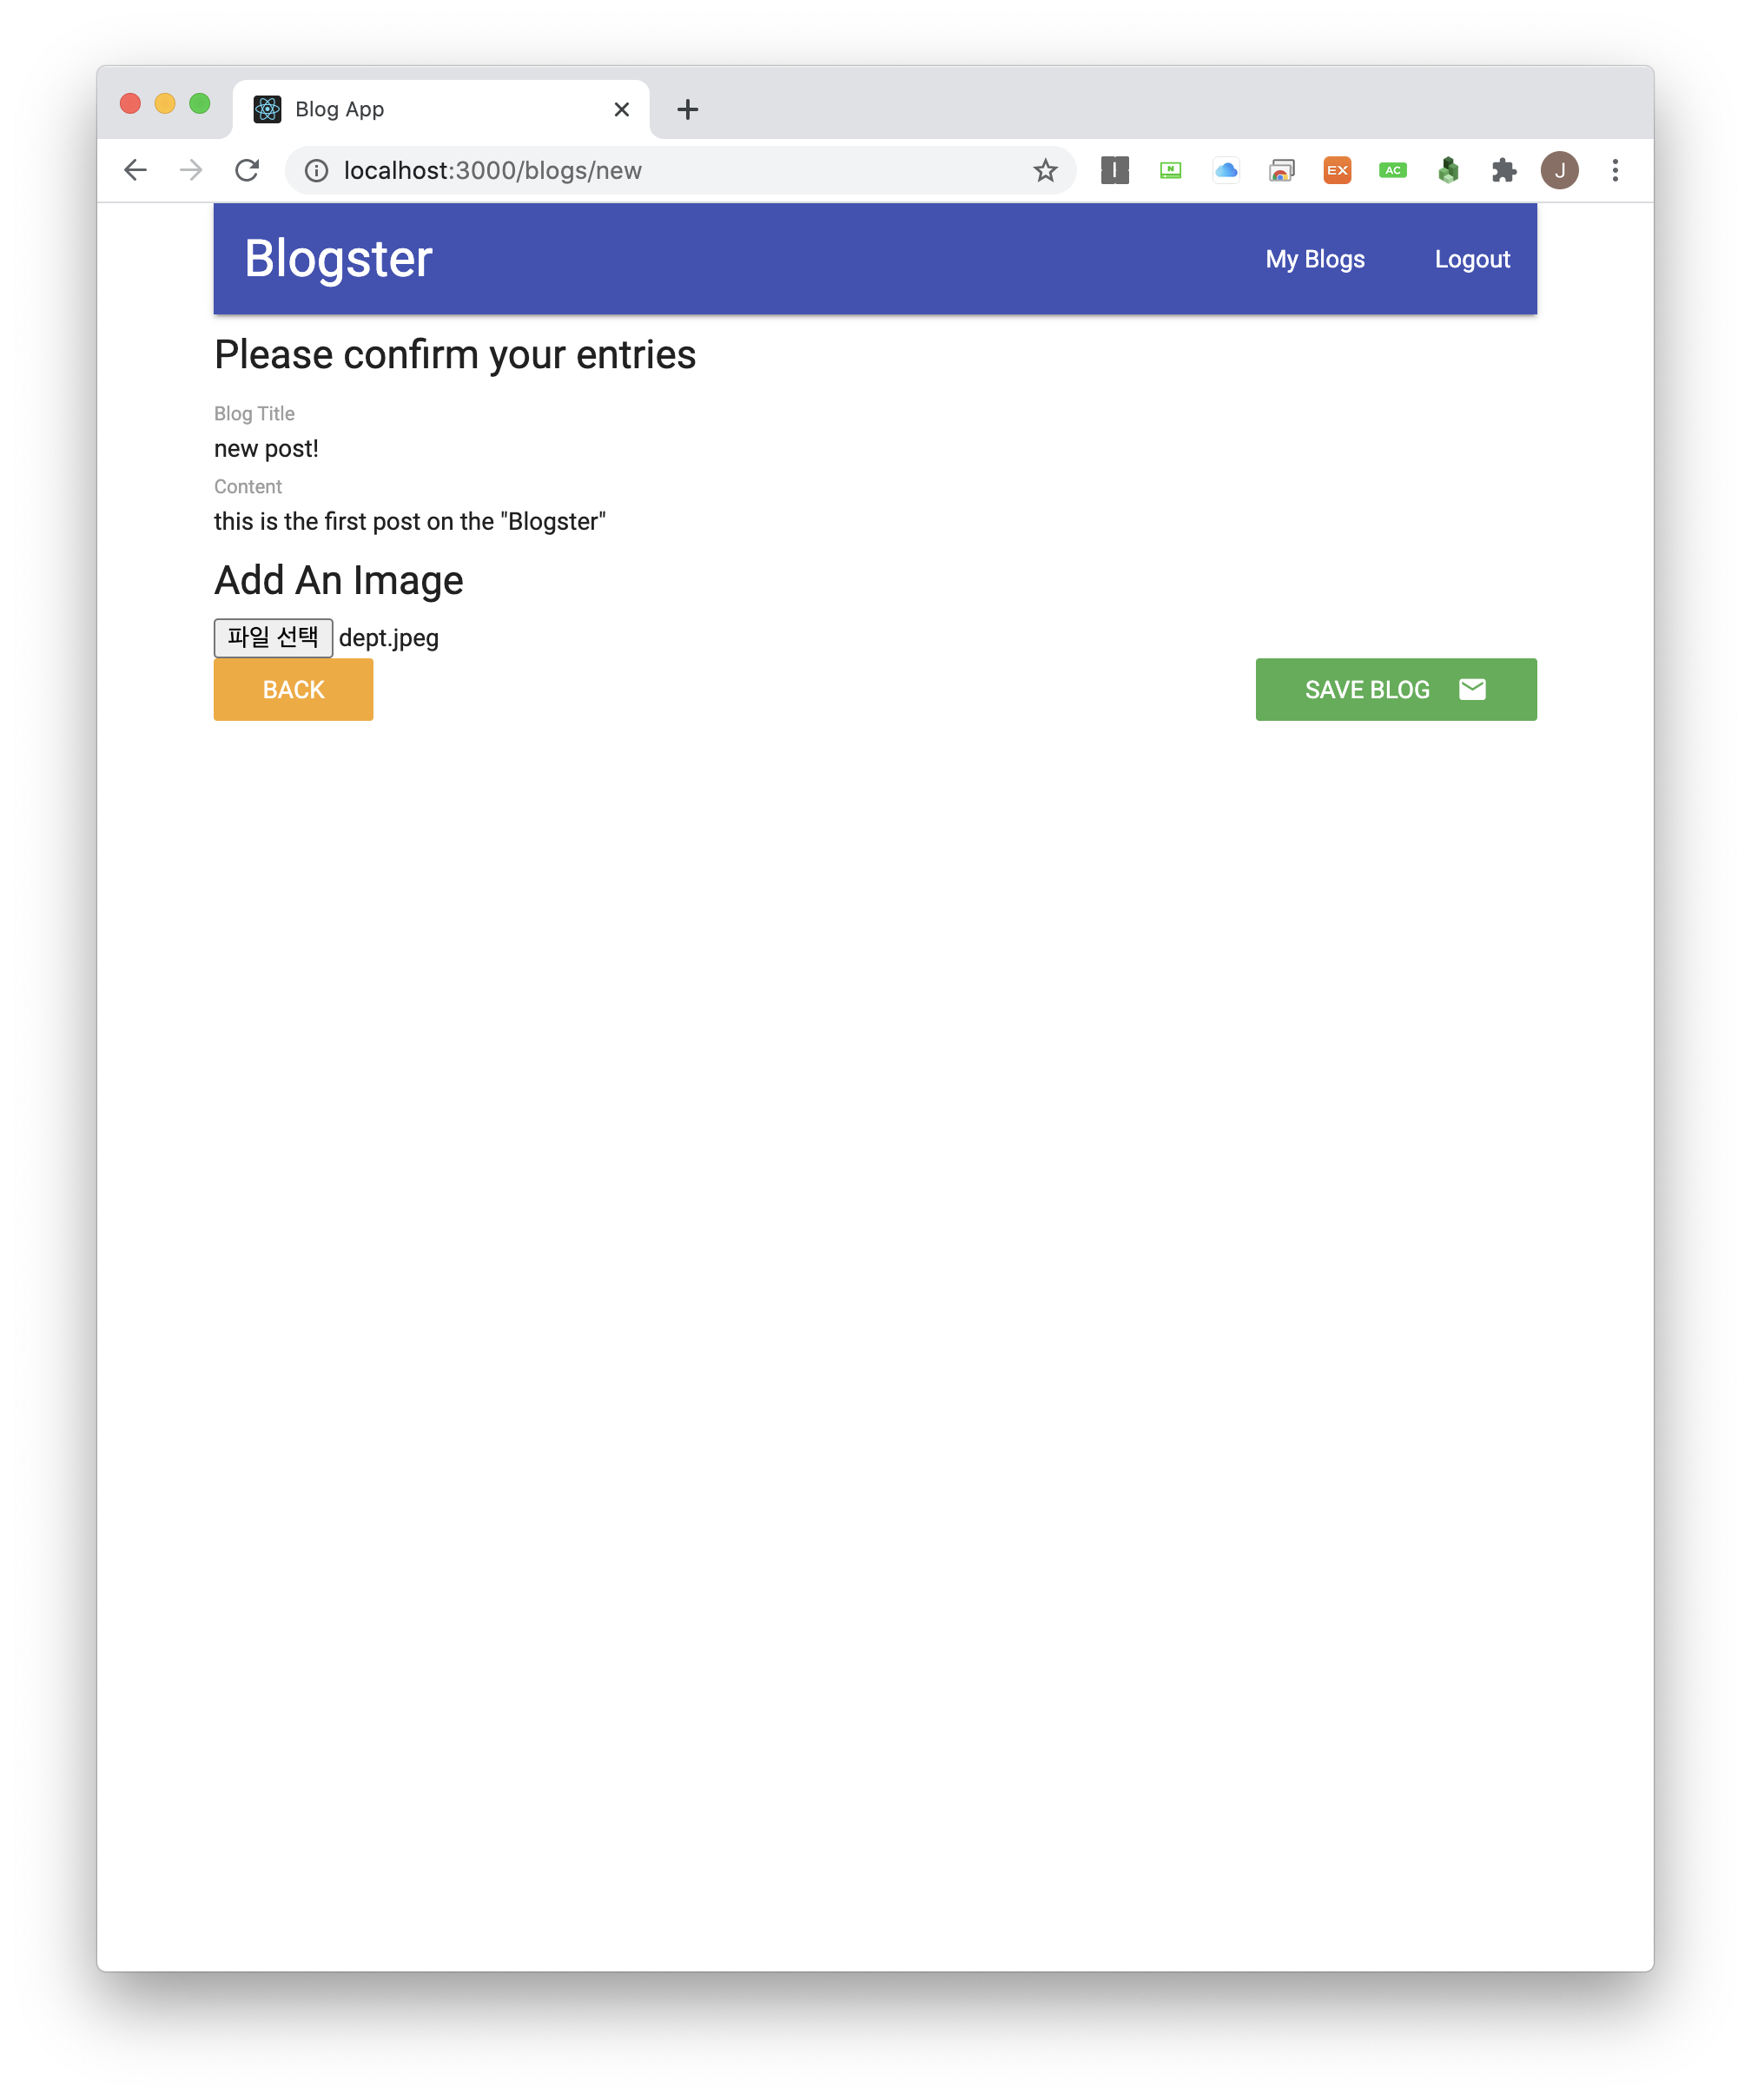 Blog App
localhost:3000/blogs/new
N
EX
AC
J
Blogster
My Blogs
Logout
Please confirm your entries
Blog Title
new post!
Content
this is the first post on the "Blogster"
Add An Image
파일 선택 dept.jpeg
BACK
SAVE BLOG